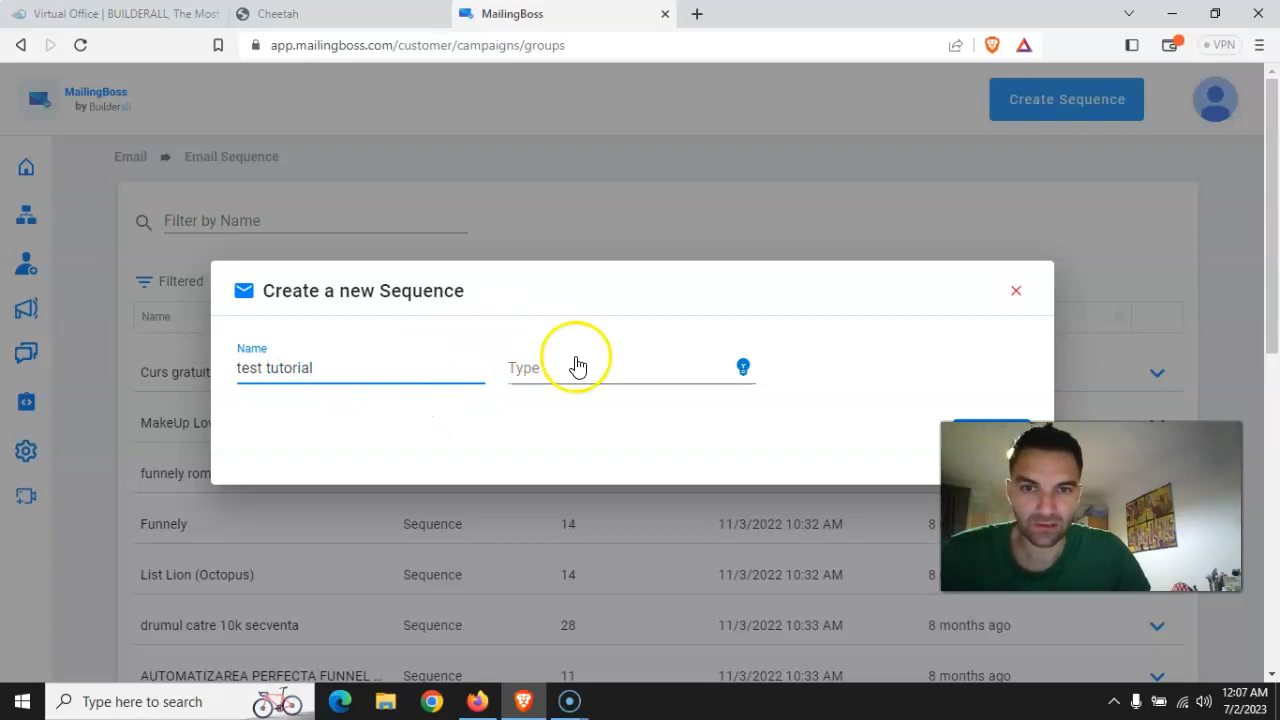 Virtual Office | BUILDERALL, The Most
Cheetah
MailingBoss
app.mailingboss.com/customer/campaigns/groups
VPN
MailingBoss
by Builderall
Create Sequence
Email
Email Sequence
Filter by Name
Filtered
Name
Create a new Sequence
Name
test tutorial
Type
Curs gratuit
MakeUp Lov
funnely rom
Funnely Sequence 14 11/3/2022 10:32 AM 8 m
List Lion (Octopus) Sequence 14 11/3/2022 10:32 AM 8 m
drumul catre 10k secventa Sequence 28 11/3/2022 10:33 AM 8 months ago
AUTOMATIZAREA PERFECTA FUNNEL ... Sequence 11 11/3/2022 10:33 AM 8 months ago
Type here to search
12:07 AM
7/2/2023